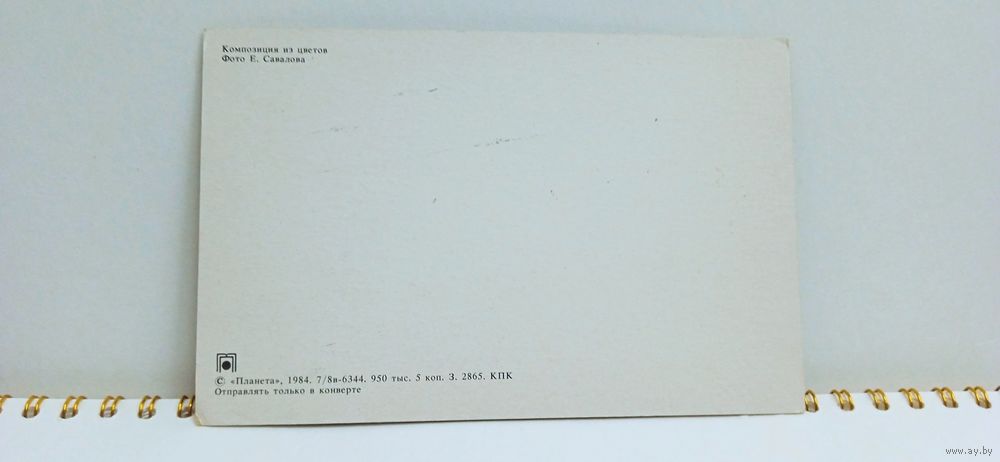 Композиция из цветов
Фото Е. Савалова
© «Планета», 1984. 7/8в-6344. 950 тыс. 5 коп. З. 2865. КПК
Отправлять только в конверте
www.ay.by